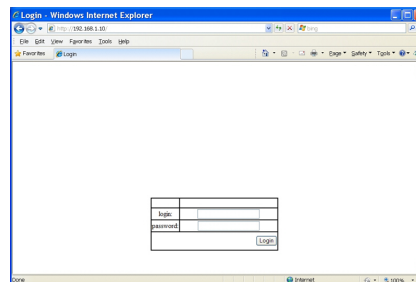 Login - Windows Internet Explorer
http://192.168.1.10/
bing
File Edit View Favorites Tools Help
Favorites Login
Page Safety Tools
login:
password:
Login
Done Internet 100%